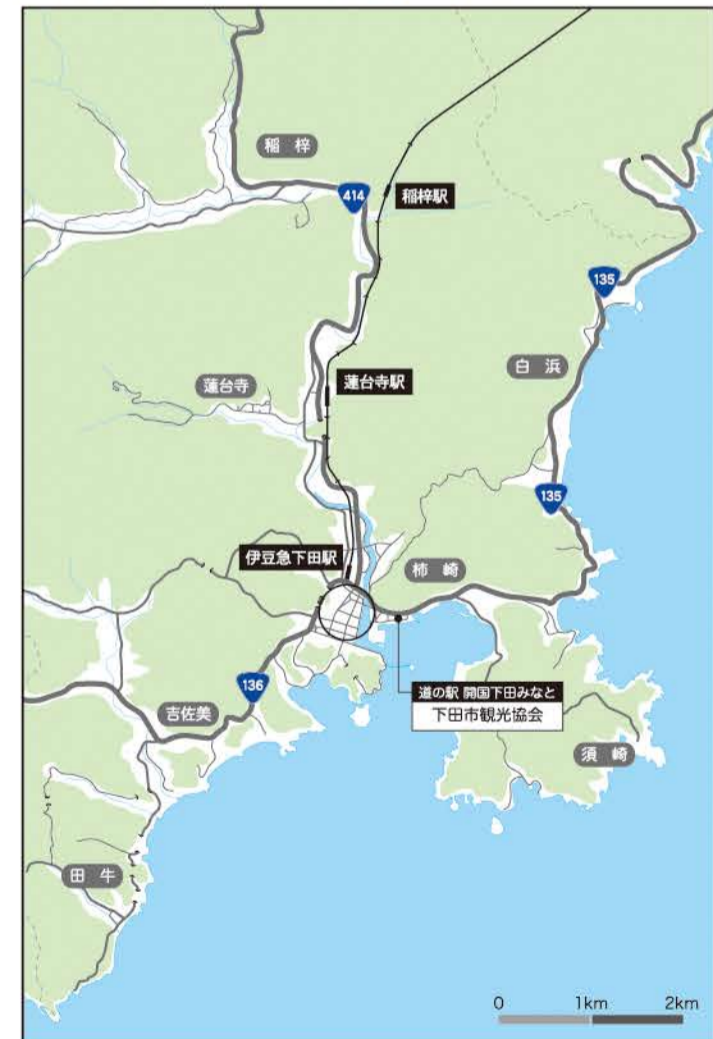 稲梓
414
稲梓駅
135
白浜
蓮台寺
蓮台寺駅
135
伊豆急下田駅
柿崎
136
吉佐美
道の駅 開国下田みなと
下田市観光協会
須崎
田牛
0 1km 2km